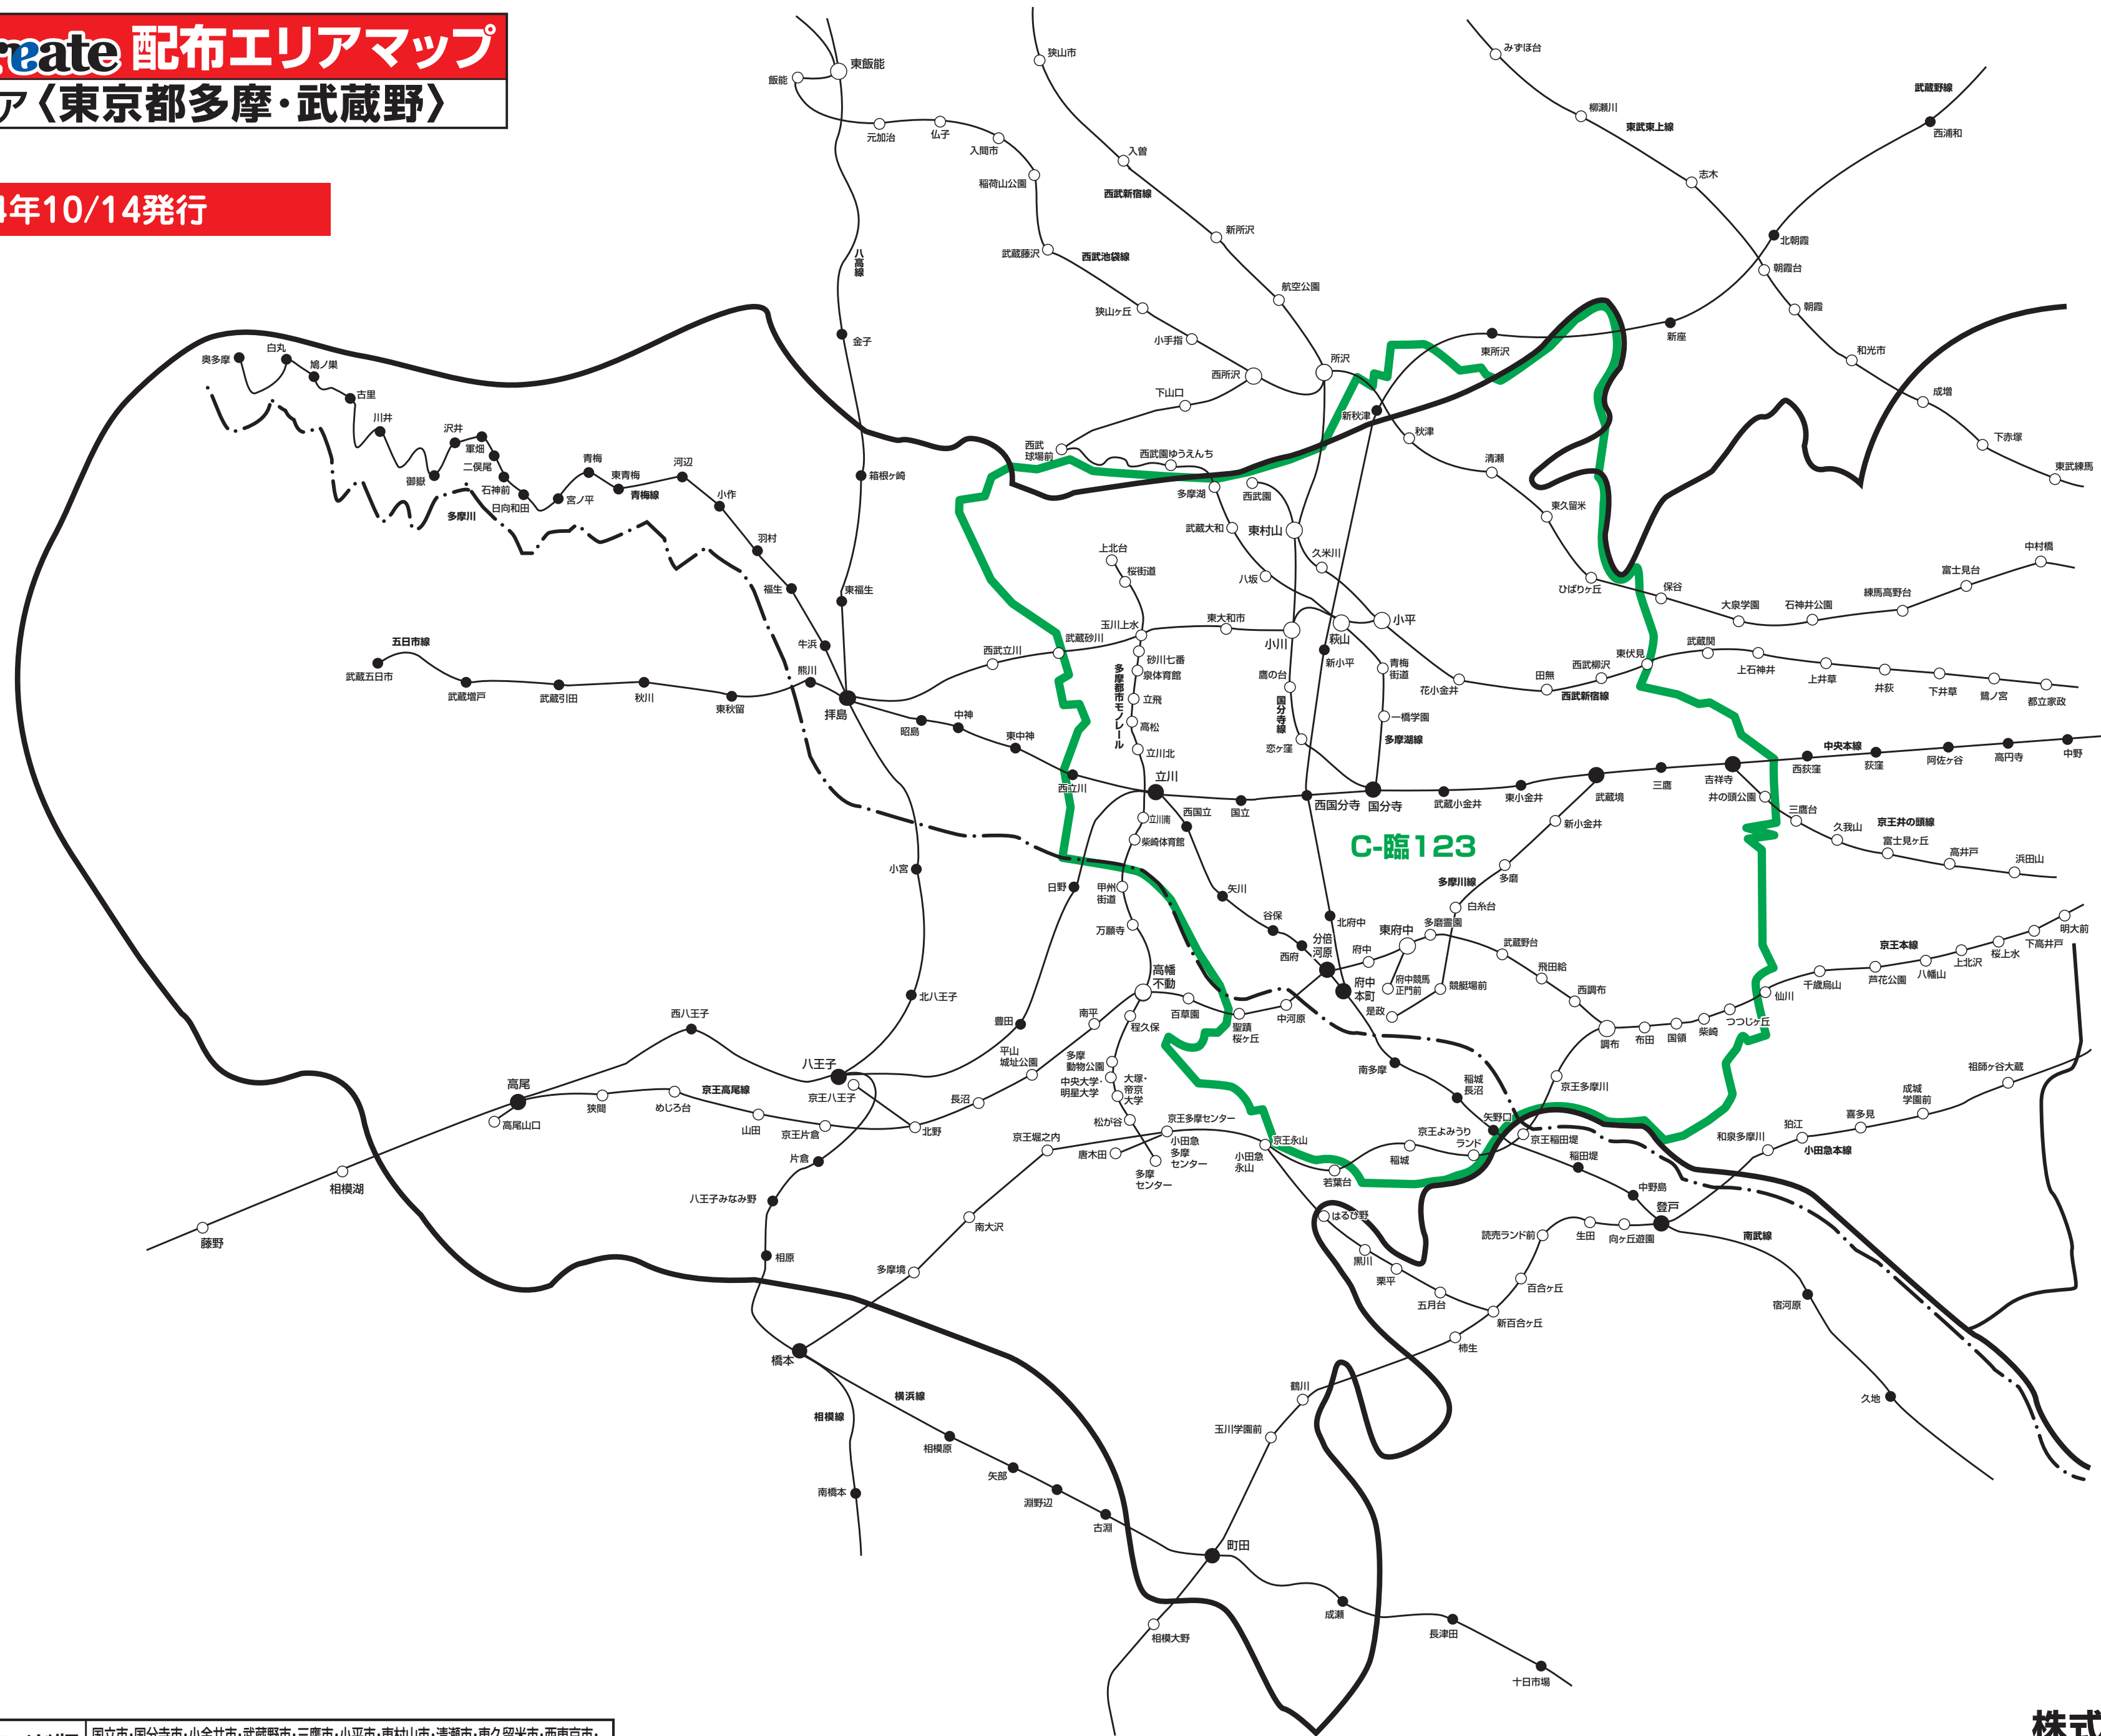 reate 配布エリアマップ
ア〈東京都多摩・武蔵野〉
4年10/14発行
東飯能
飯能
元加治
仏子
入間市
稲荷山公園
武蔵藤沢
西武池袋線
狭山ヶ丘
小手指
西所沢
下山口
西武
球場前
西武園ゆうえんち
狭山市
入曽
西武新宿線
新所沢
航空公園
所沢
みずほ台
柳瀬川
東武東上線
志木
武蔵野線
西浦和
北朝霞
朝霞台
朝霞
和光市
成増
下赤塚
東武練馬
新座
東所沢
新秋津
秋津
清瀬
東久留米
ひばりヶ丘
保谷
大泉学園
石神井公園
練馬高野台
富士見台
中村橋
八高線
金子
箱根ヶ崎
東福生
奥多摩
白丸
鳩ノ巣
古里
川井
御嶽
沢井
軍畑
二俣尾
石神前
日向和田
宮ノ平
青梅
東青梅
青梅線
河辺
小作
羽村
福生
牛浜
多摩川
五日市線
武蔵五日市
武蔵増戸
武蔵引田
秋川
東秋留
熊川
拝島
昭島
中神
東中神
西立川
立川
西武立川
武蔵砂川
玉川上水
東大和市
小川
萩山
小平
多摩湖
西武園
武蔵大和
東村山
久米川
八坂
上北台
桜街道
砂川七番
泉体育館
立飛
高松
立川北
多摩都市モノレール
立川南
柴崎体育館
甲州
街道
万願寺
高幡
不動
程久保
多摩
動物公園
中央大学・
明星大学
大塚・
帝京
大学
松が谷
多摩
センター
新小平
鷹の台
国分寺線
恋ヶ窪
青梅
街道
一橋学園
多摩湖線
花小金井
田無
西武新宿線
西武柳沢
東伏見
武蔵関
上石神井
上井草
井荻
下井草
鷺ノ宮
都立家政
国立
西国分寺
国分寺
武蔵小金井
東小金井
武蔵境
三鷹
吉祥寺
西荻窪
中央本線
荻窪
阿佐ヶ谷
高円寺
中野
井の頭公園
三鷹台
久我山
京王井の頭線
富士見ヶ丘
高井戸
浜田山
C-臨123
新小金井
多磨
多摩川線
白糸台
競艇場前
是政
西国立
矢川
谷保
西府
分倍
河原
府中
本町
北府中
府中
東府中
府中競馬
正門前
多磨霊園
武蔵野台
飛田給
西調布
調布
布田
国領
柴崎
つつじヶ丘
仙川
千歳烏山
芦花公園
八幡山
上北沢
桜上水
下高井戸
明大前
京王本線
小宮
北八王子
日野
豊田
八王子
西八王子
高尾
高尾山口
相模湖
藤野
狭間
めじろ台
京王高尾線
山田
京王片倉
京王八王子
北野
長沼
平山
城址公園
南平
百草園
聖蹟
桜ヶ丘
中河原
片倉
八王子みなみ野
相原
橋本
多摩境
南大沢
京王堀之内
京王多摩センター
唐木田
小田急
多摩
センター
京王永山
小田急
永山
若葉台
稲城
京王よみうり
ランド
京王稲田堤
京王多摩川
南多摩
稲城
長沼
矢野口
稲田堤
中野島
登戸
はるひ野
黒川
栗平
五月台
新百合ヶ丘
百合ヶ丘
読売ランド前
生田
向ヶ丘遊園
和泉多摩川
狛江
小田急本線
喜多見
成城
学園前
祖師ヶ谷大蔵
南武線
宿河原
久地
柿生
鶴川
玉川学園前
町田
相模大野
相模線
南橋本
横浜線
相模原
矢部
淵野辺
古淵
成瀬
長津田
十日市場
国立市・国分寺市・小金井市・武蔵野市・三鷹市・小平市・東村山市・清瀬市・東久留米市・西東京市・
株式